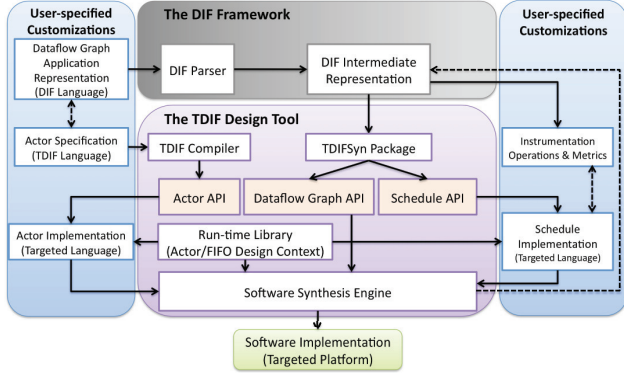 User-specified
Customizations
The DIF Framework
User-specified
Customizations
Dataflow Graph
Application
Representation
(DIF Language)
DIF Parser
DIF Intermediate
Representation
Actor Specification
(TDIF Language)
The TDIF Design Tool
TDIF Compiler
TDIFSyn Package
Instrumentation
Operations & Metrics
Actor API
Dataflow Graph API
Schedule API
Actor Implementation
(Targeted Language)
Run-time Library
(Actor/FIFO Design Context)
Schedule
Implementation
(Targeted Language)
Software Synthesis Engine
Software Implementation
(Targeted Platform)